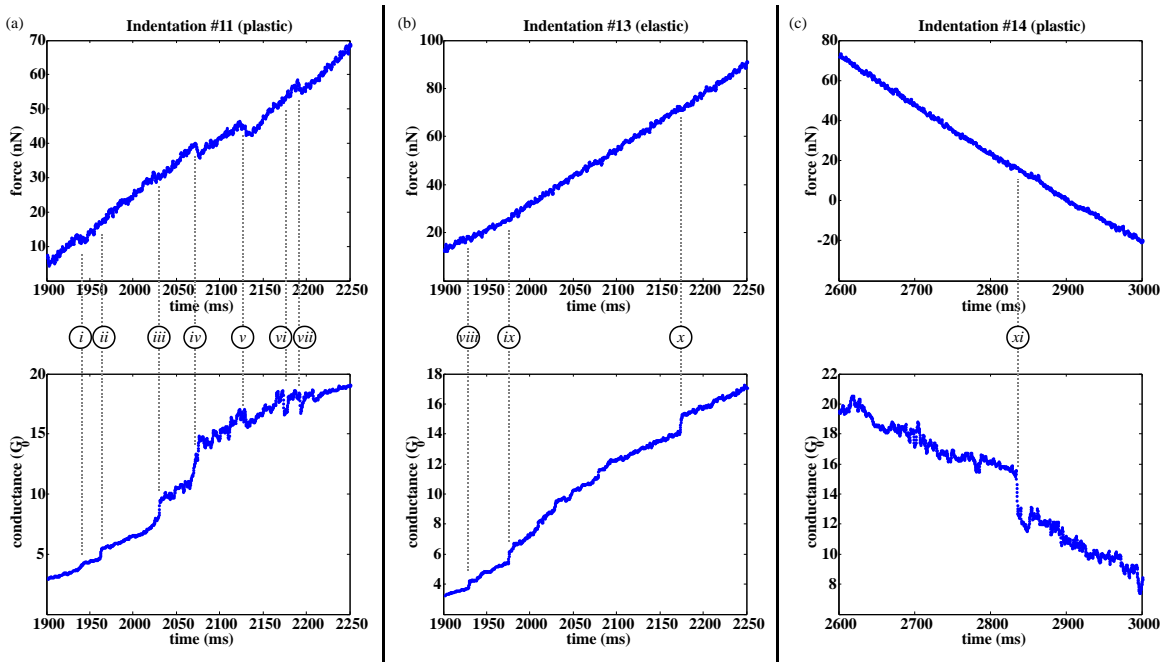 (a)
Indentation #11 (plastic)
70
60
50
40
30
20
10
force (nN)
1900 1950 2000 2050 2100 2150 2200 2250
time (ms)
i ii iii iv v vi vii
20
15
10
5
conductance (G0)
1900 1950 2000 2050 2100 2150 2200 2250
time (ms)
(b)
Indentation #13 (elastic)
100
80
60
40
20
force (nN)
1900 1950 2000 2050 2100 2150 2200 2250
time (ms)
viii ix x
18
16
14
12
10
8
6
4
conductance (G0)
1900 1950 2000 2050 2100 2150 2200 2250
time (ms)
(c)
Indentation #14 (plastic)
80
60
40
20
0
-20
force (nN)
2600 2700 2800 2900 3000
time (ms)
xi
22
20
18
16
14
12
10
8
conductance (G0)
2600 2700 2800 2900 3000
time (ms)